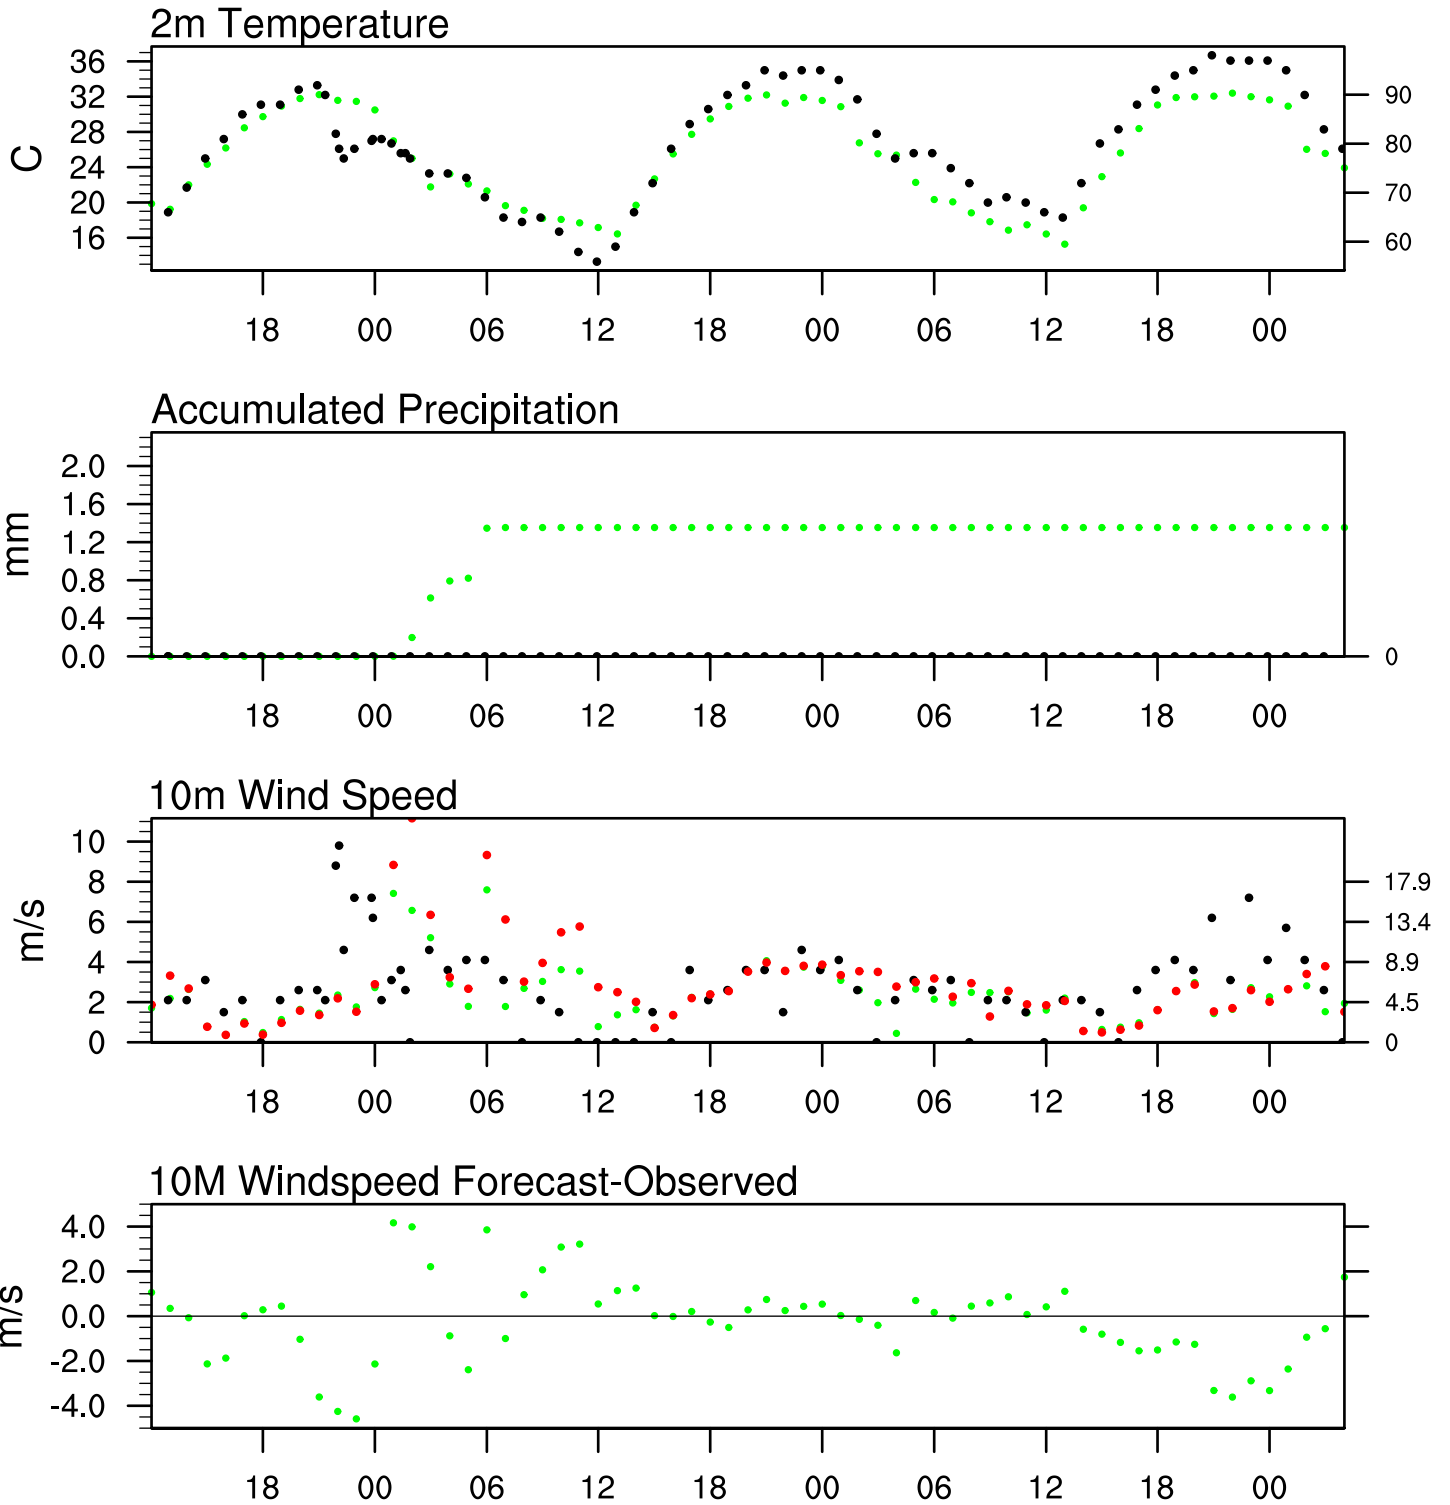 2m Temperature
36
32
28
24
20
16
C
90
80
70
60
18 00 06 12 18 00 06 12 18 00
Accumulated Precipitation
2.0
1.6
1.2
0.8
0.4
0.0
mm
0
18 00 06 12 18 00 06 12 18 00
10m Wind Speed
10
8
6
4
2
0
m/s
17.9
13.4
8.9
4.5
0
18 00 06 12 18 00 06 12 18 00
10M Windspeed Forecast-Observed
4.0
2.0
0.0
-2.0
-4.0
m/s
18 00 06 12 18 00 06 12 18 00